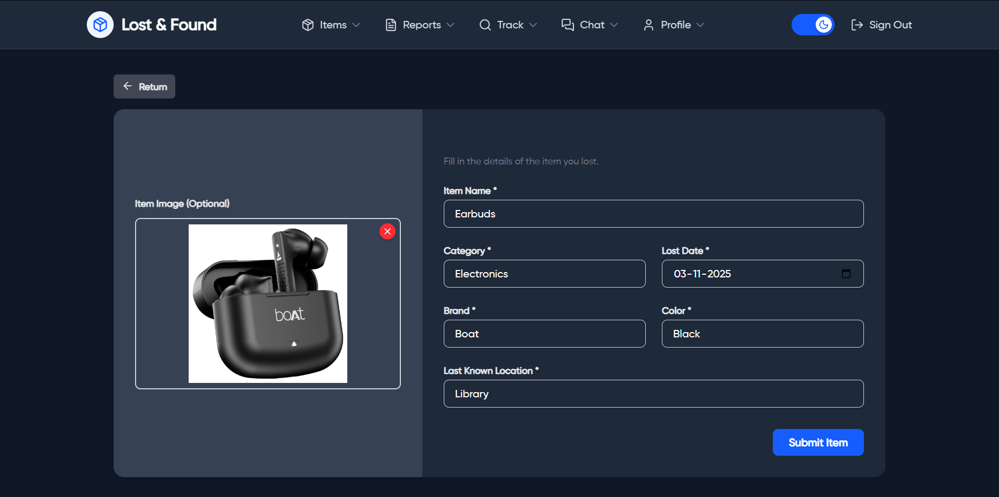 Lost & Found
Items
Reports
Track
Chat
Profile
Sign Out
Return
Item Image (Optional)
boAt
Fill in the details of the item you lost.
Item Name *
Earbuds
Category *
Lost Date *
Electronics
03-11-2025
Brand *
Color *
Boat
Black
Last Known Location *
Library
Submit Item